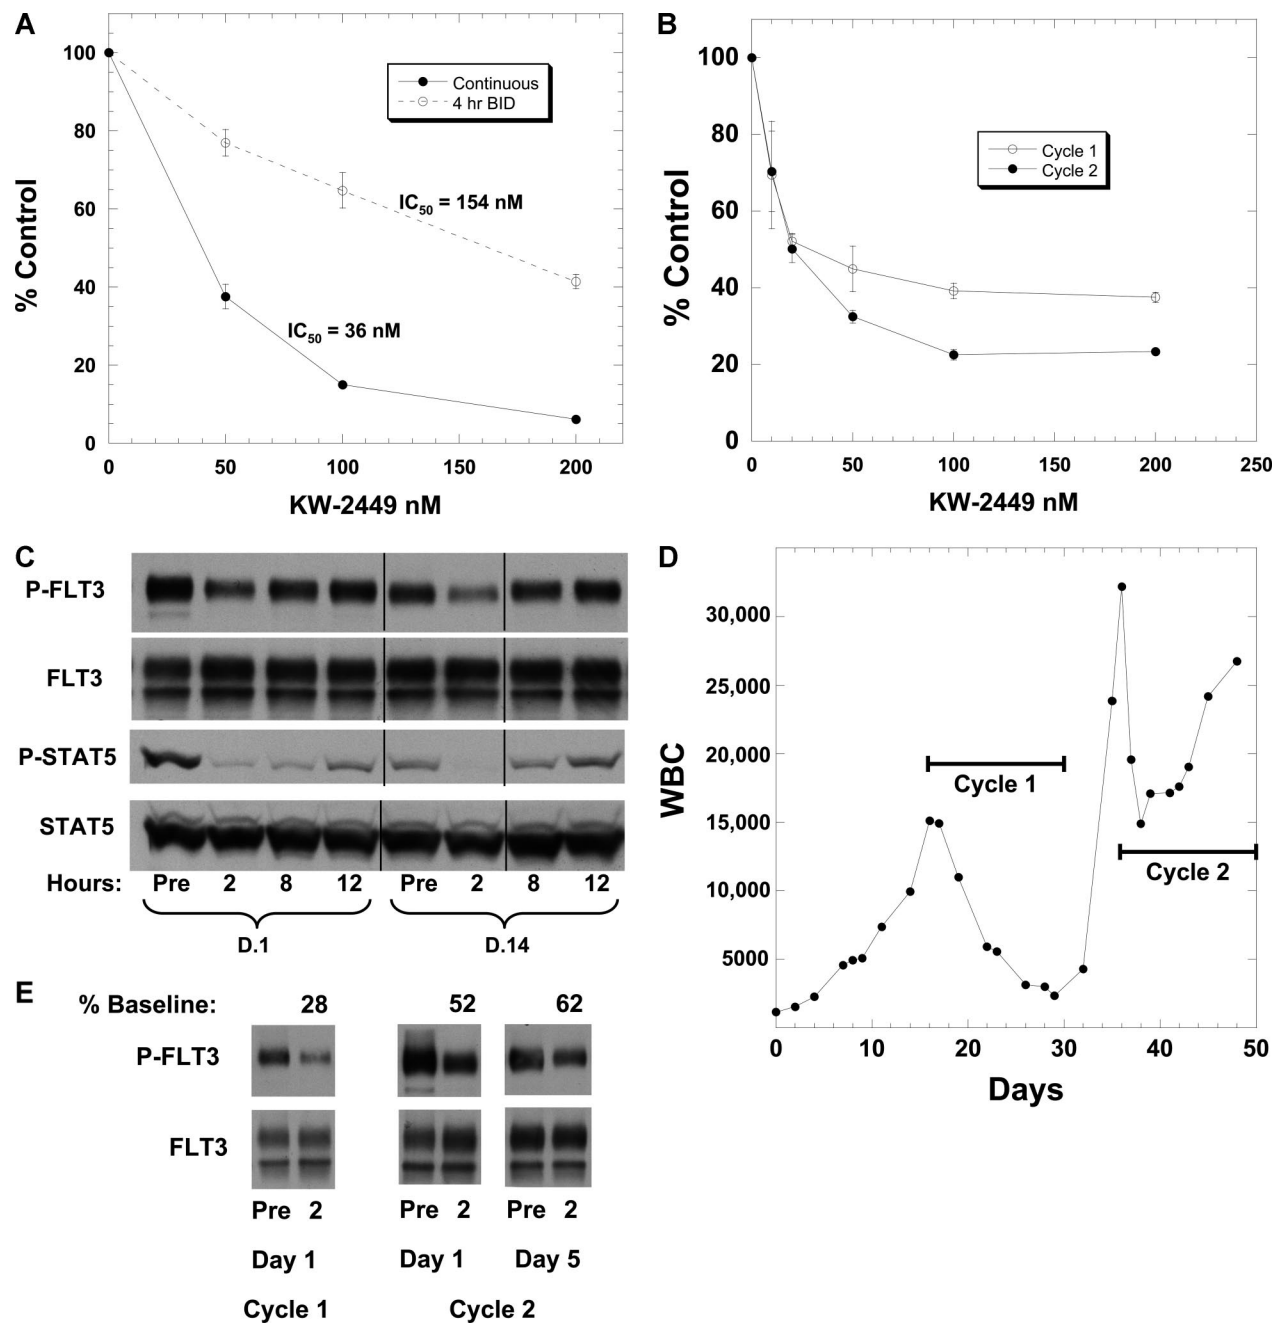 A
100
80
60
40
20
0
% Control
Continuous
4 hr BID
IC50 = 154 nM
IC50 = 36 nM
0 50 100 150 200
KW-2449 nM
B
100
80
60
40
20
0
% Control
Cycle 1
Cycle 2
0 50 100 150 200 250
KW-2449 nM
C
P-FLT3
FLT3
P-STAT5
STAT5
Hours: Pre 2 8 12 Pre 2 8 12
D.1 D.14
D
30,000
25,000
20,000
15,000
10,000
5000
WBC
Cycle 1
Cycle 2
0 10 20 30 40 50
Days
E
% Baseline: 28 52 62
P-FLT3
FLT3
Pre 2 Pre 2 Pre 2
Day 1 Day 1 Day 5
Cycle 1 Cycle 2